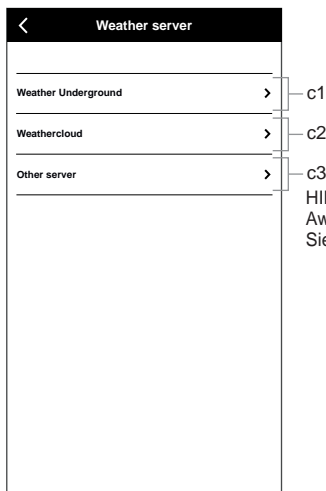 Weather server
Weather Underground
c1
Weathercloud
c2
Other server
c3